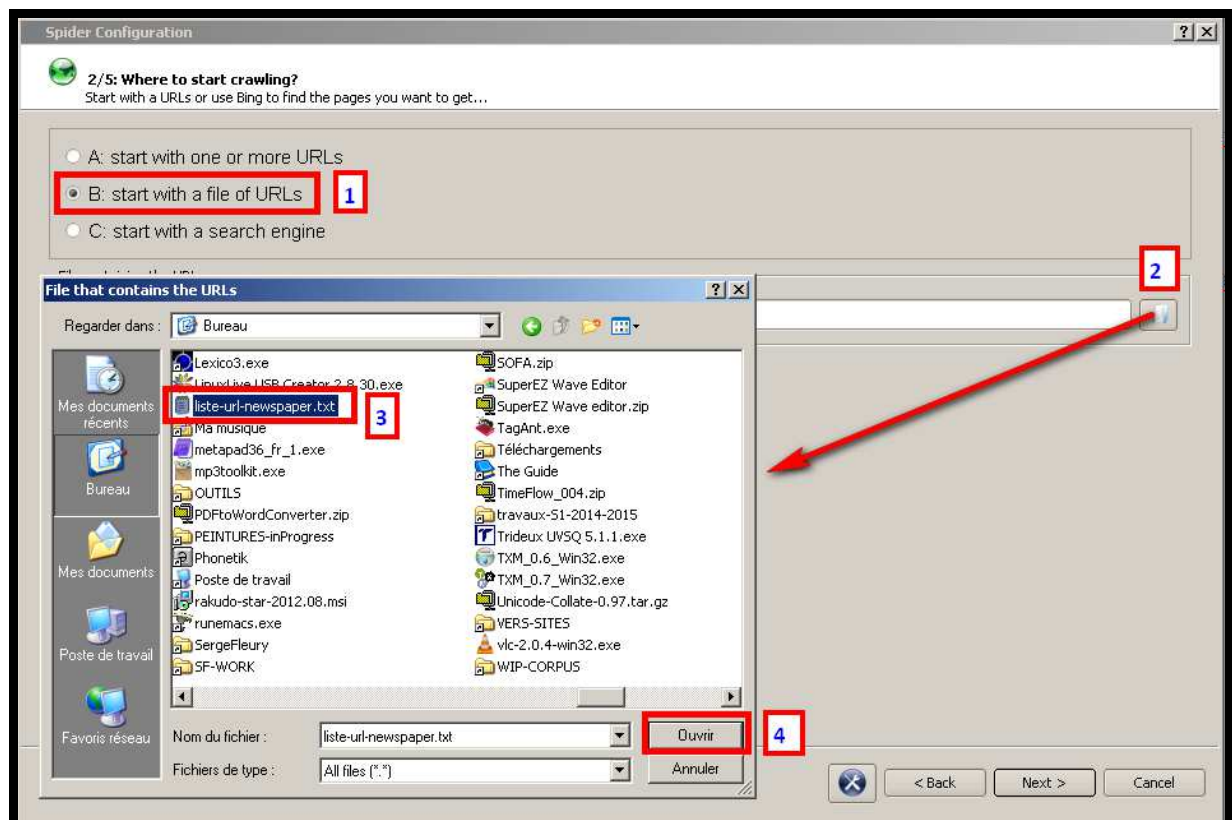 Spider Configuration
2/5: Where to start crawling?
Start with a URLs or use Bing to find the pages you want to get...
A: start with one or more URLs
B: start with a file of URLs
1
C: start with a search engine
2
File that contains the URLs
Regarder dans :
Bureau
Mes documents récents
Bureau
Mes documents
Poste de travail
Favoris réseau
Lexico3.exe
LinuxLive USB Creator 2.8.30.exe
liste-url-newspaper.txt
3
Ma musique
metapad36_fr_1.exe
mp3toolkit.exe
OUTILS
PDFtoWordConverter.zip
PEINTURES-inProgress
Phonetik
Poste de travail
rakudo-star-2012.08.msi
runemacs.exe
SergeFleury
SF-WORK
SOFA.zip
SuperEZ Wave Editor
SuperEZ Wave editor.zip
TagAnt.exe
Téléchargements
The Guide
TimeFlow_004.zip
travaux-S1-2014-2015
Trideux UVSQ 5.1.1.exe
TXM_0.6_Win32.exe
TXM_0.7_Win32.exe
Unicode-Collate-0.97.tar.gz
VERS-SITES
vlc-2.0.4-win32.exe
WIP-CORPUS
Nom du fichier :
liste-url-newspaper.txt
Ouvrir
4
Fichiers de type :
All files (*.*)
Annuler
< Back
Next >
Cancel